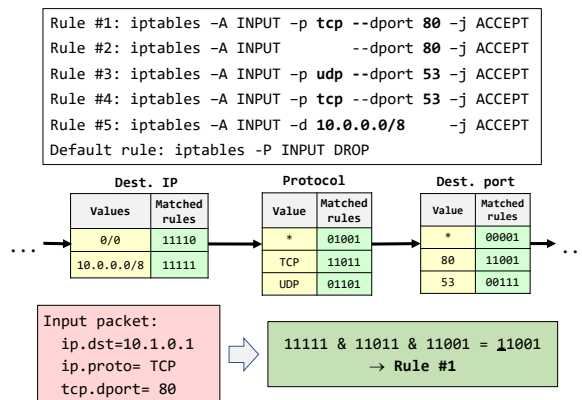 Rule #1: iptables –A INPUT –p tcp --dport 80 –j ACCEPT
Rule #2: iptables –A INPUT --dport 80 –j ACCEPT
Rule #3: iptables –A INPUT –p udp --dport 53 –j ACCEPT
Rule #4: iptables –A INPUT –p tcp --dport 53 –j ACCEPT
Rule #5: iptables –A INPUT –d 10.0.0.0/8 –j ACCEPT
Default rule: iptables -P INPUT DROP
Dest. IP
Values Matched rules
0/0 11110
10.0.0.0/8 11111
Protocol
Value Matched rules
* 01001
TCP 11011
UDP 01101
Dest. port
Value Matched rules
* 00001
80 11001
53 00111
...
..
Input packet:
ip.dst=10.1.0.1
ip.proto= TCP
tcp.dport= 80
11111 & 11011 & 11001 = 11001
→ Rule #1